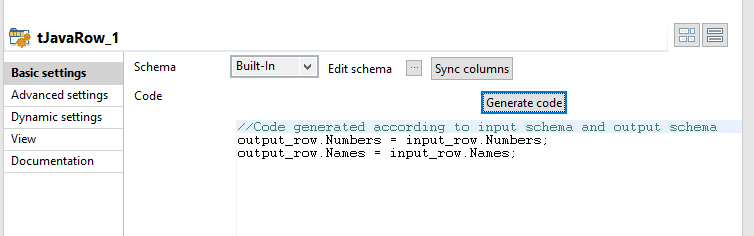 tJavaRow_1
Basic settings
Advanced settings
Dynamic settings
View
Documentation
Schema
Built-In
Edit schema
...
Sync columns
Code
Generate code
//Code generated according to input schema and output schema
output_row.Numbers = input_row.Numbers;
output_row.Names = input_row.Names;